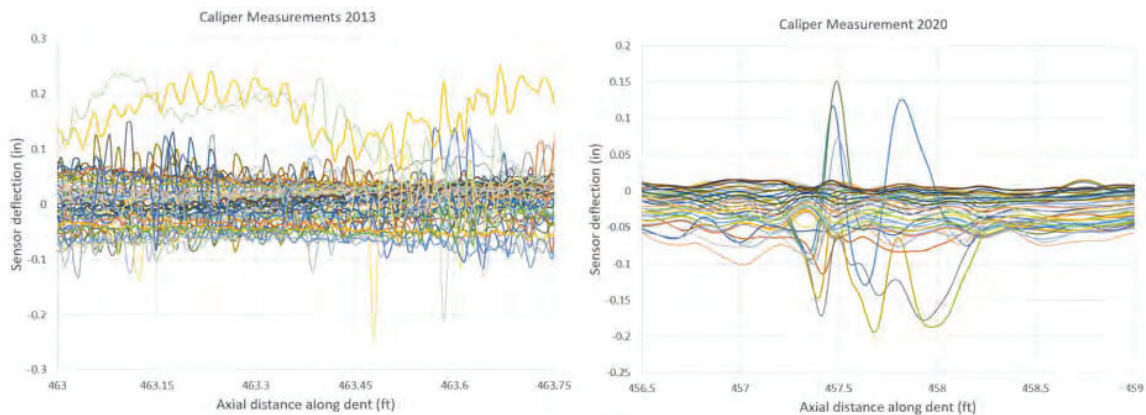 Caliper Measurements 2013
0.3
0.2
0.1
0
-0.1
-0.2
-0.3
Sensor deflection (in)
463 463.15 463.3 463.45 463.6 463.75
Axial distance along dent (ft)
Caliper Measurement 2020
0.2
0.15
0.1
0.05
0
-0.05
-0.1
-0.15
-0.2
-0.25
Sensor deflection (in)
456.5 457 457.5 458 458.5 459
Axial distance along dent (ft)